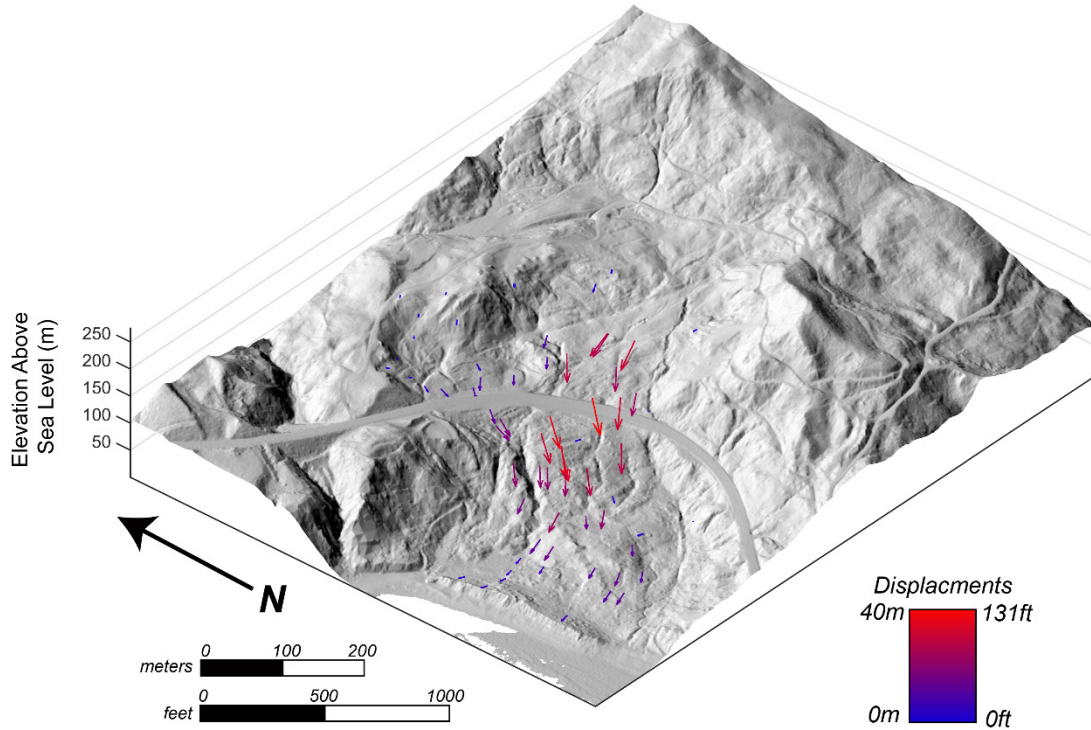 250
200
150
100
50
Elevation Above
Sea Level (m)
N
0 100 200
meters
0 500 1000
feet
Displacments
40m 131ft
0m 0ft